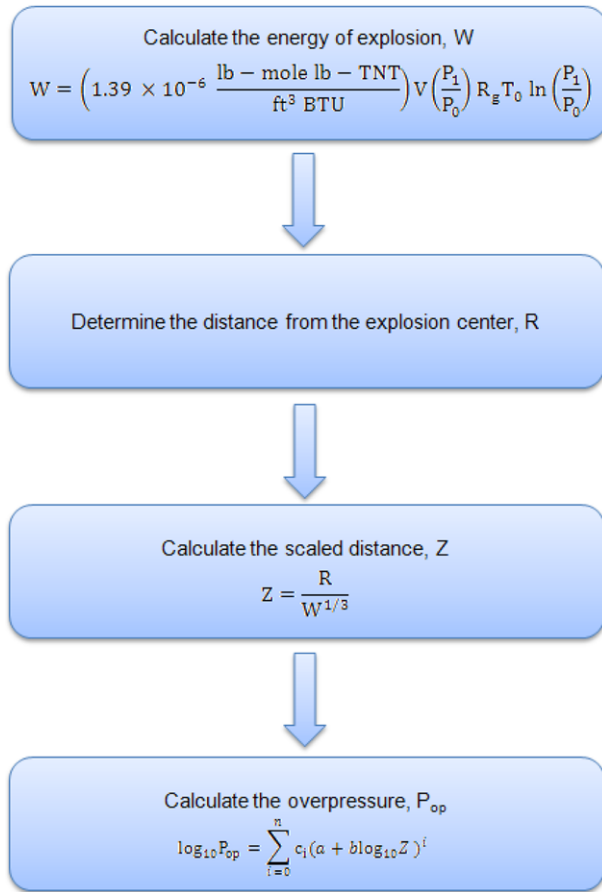 Calculate the energy of explosion, W
W = (1.39 × 10⁻⁶ lb − mole lb − TNT / ft³ BTU) V (P₁/P₀) R_g T₀ ln (P₁/P₀)
Determine the distance from the explosion center, R
Calculate the scaled distance, Z
Z = R / W^{1/3}
Calculate the overpressure, P_op
log₁₀P_op = ∑_{i=0}^{n} c_i (a + blog₁₀Z)^i